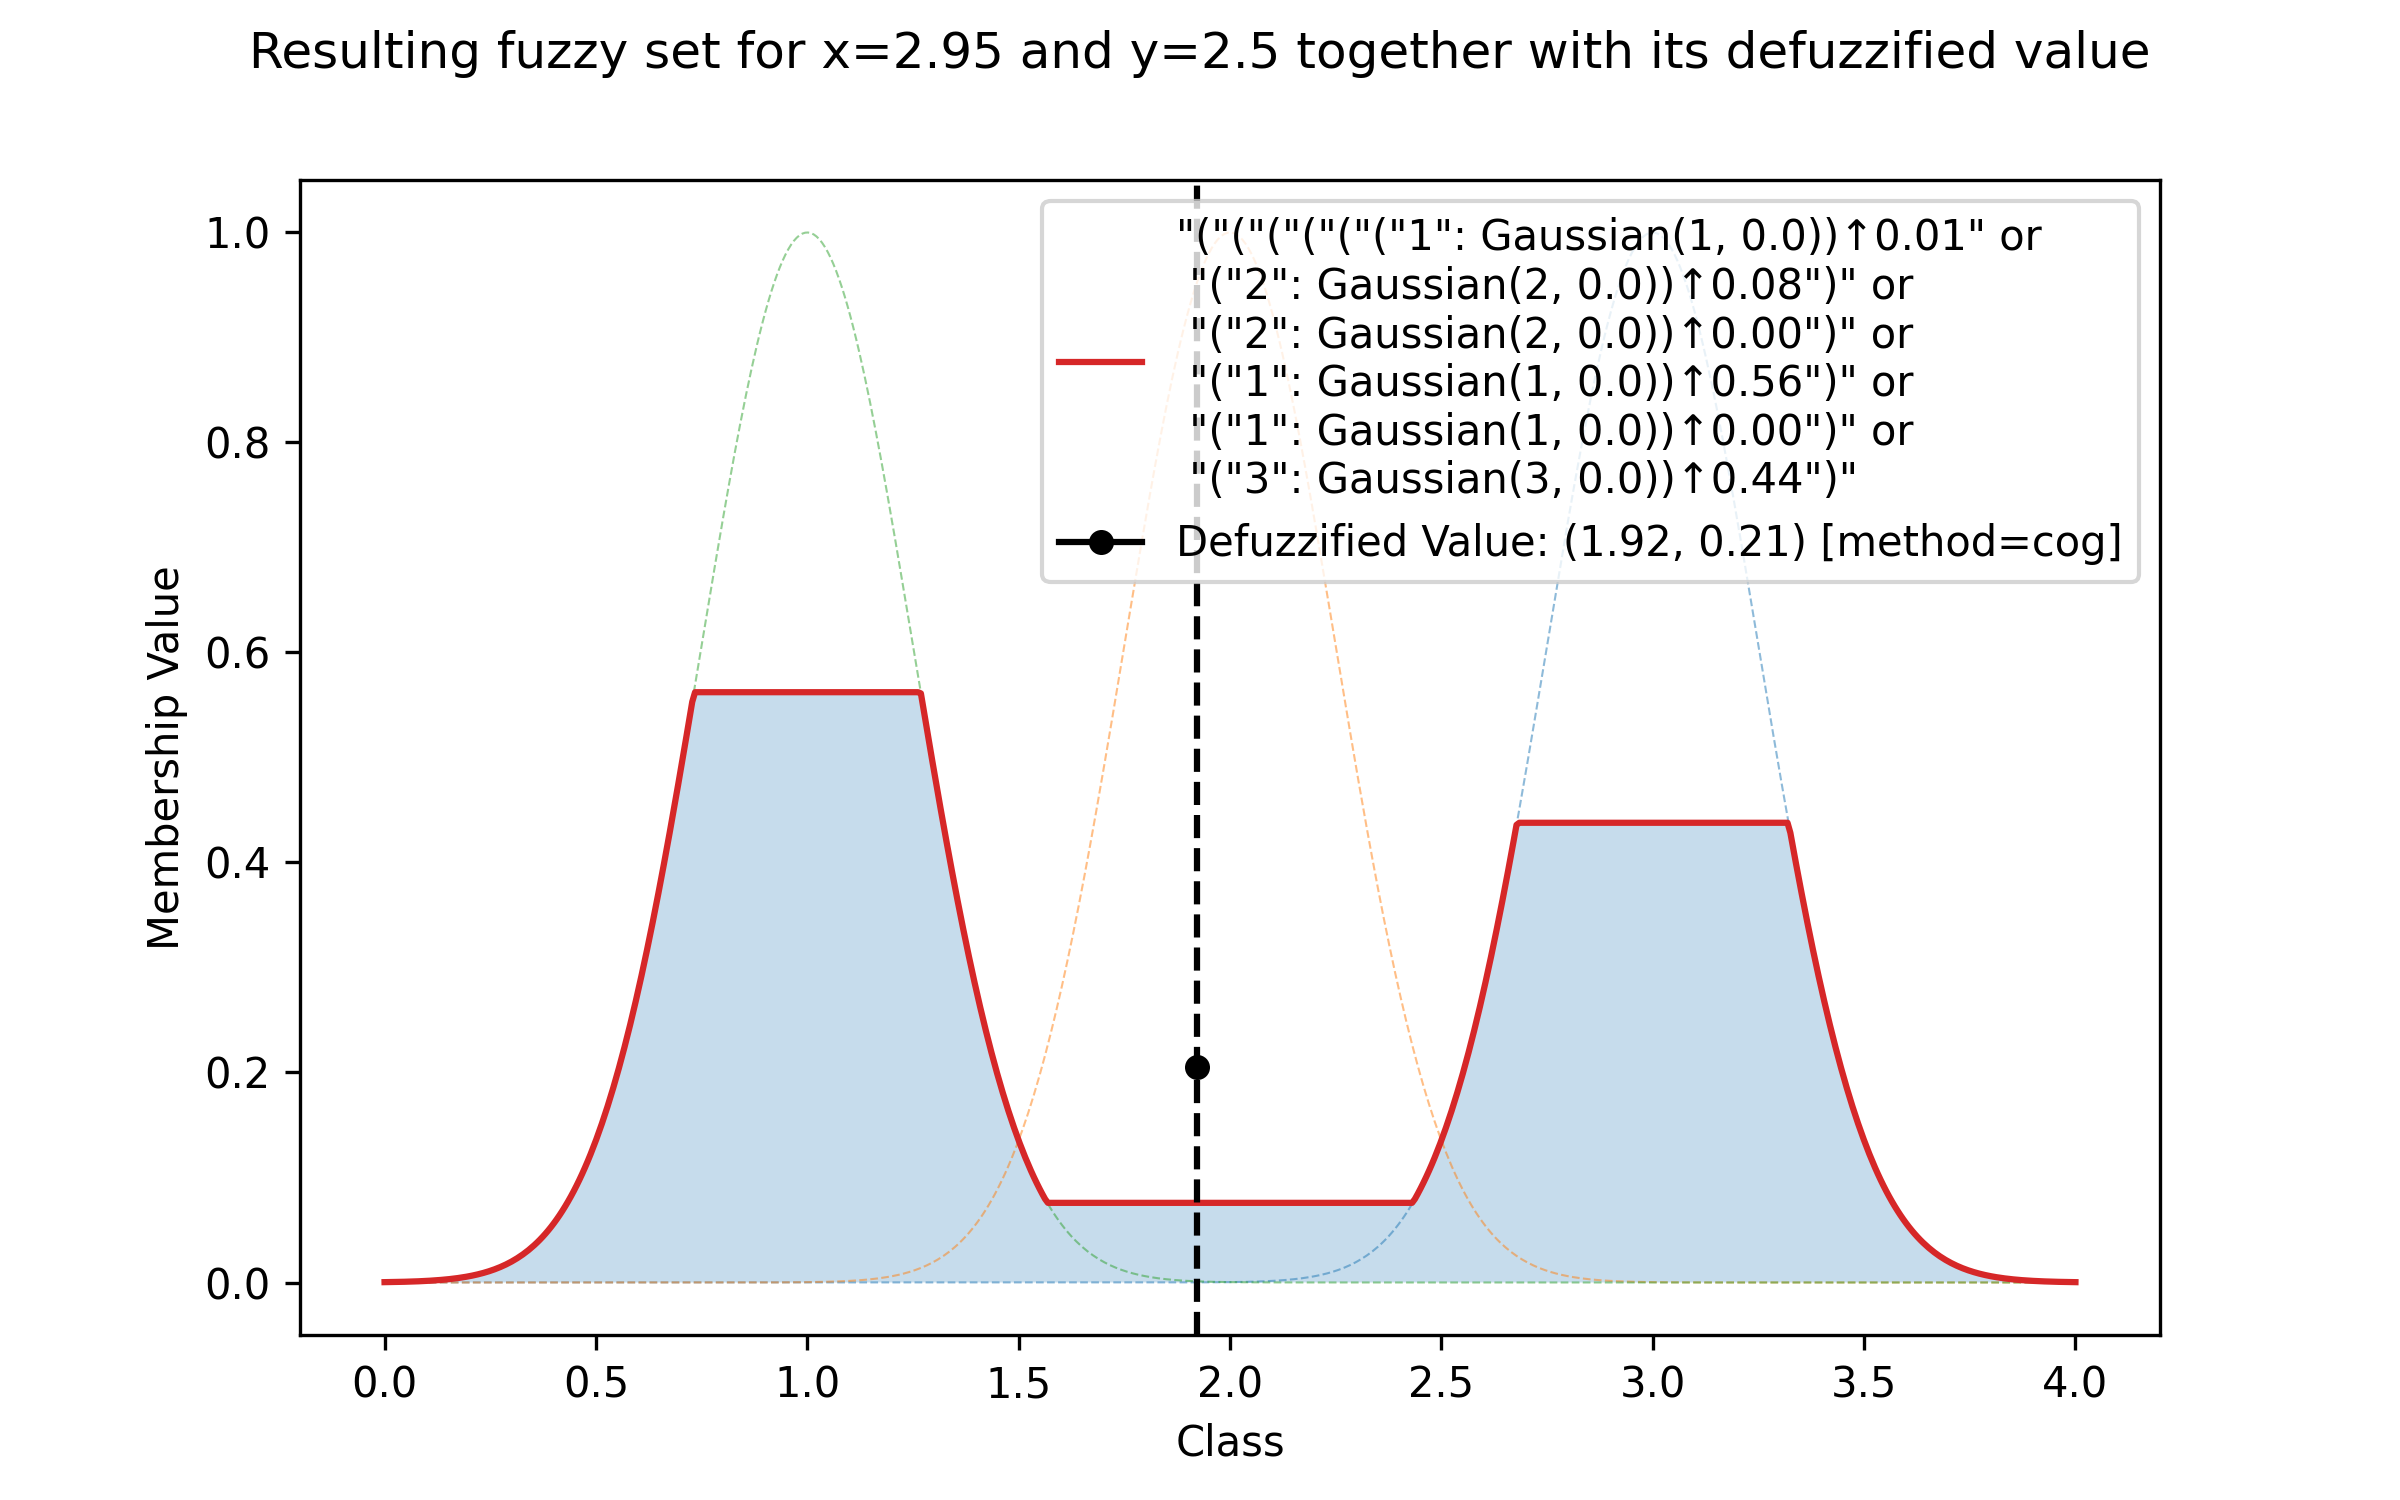 Resulting fuzzy set for x=2.95 and y=2.5 together with its defuzzified value
"("("("("("("1": Gaussian(1, 0.0))↑0.01" or
"("2": Gaussian(2, 0.0))↑0.08")" or
"("2": Gaussian(2, 0.0))↑0.00")" or
"("1": Gaussian(1, 0.0))↑0.56")" or
"("1": Gaussian(1, 0.0))↑0.00")" or
"("3": Gaussian(3, 0.0))↑0.44")"
Defuzzified Value: (1.92, 0.21) [method=cog]
Membership Value
1.0
0.8
0.6
0.4
0.2
0.0
0.0 0.5 1.0 1.5 2.0 2.5 3.0 3.5 4.0
Class